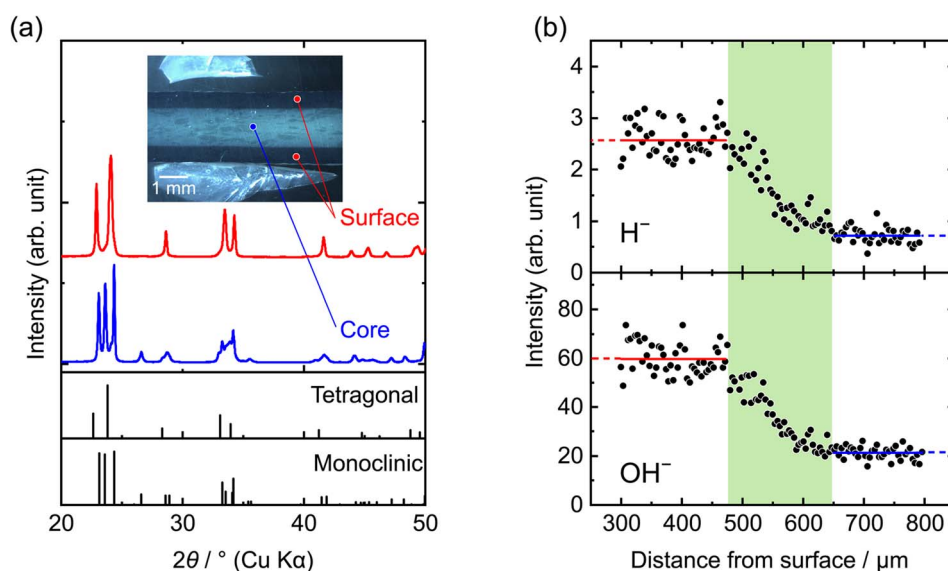 (a)
1 mm
Surface
Core
Intensity (arb. unit)
Tetragonal
Monoclinic
20 30 40 50
2θ / ° (Cu Kα)
(b)
4
3
2
1
0
H⁻
Intensity (arb. unit)
80
60
40
20
0
OH⁻
300 400 500 600 700 800
Distance from surface / μm